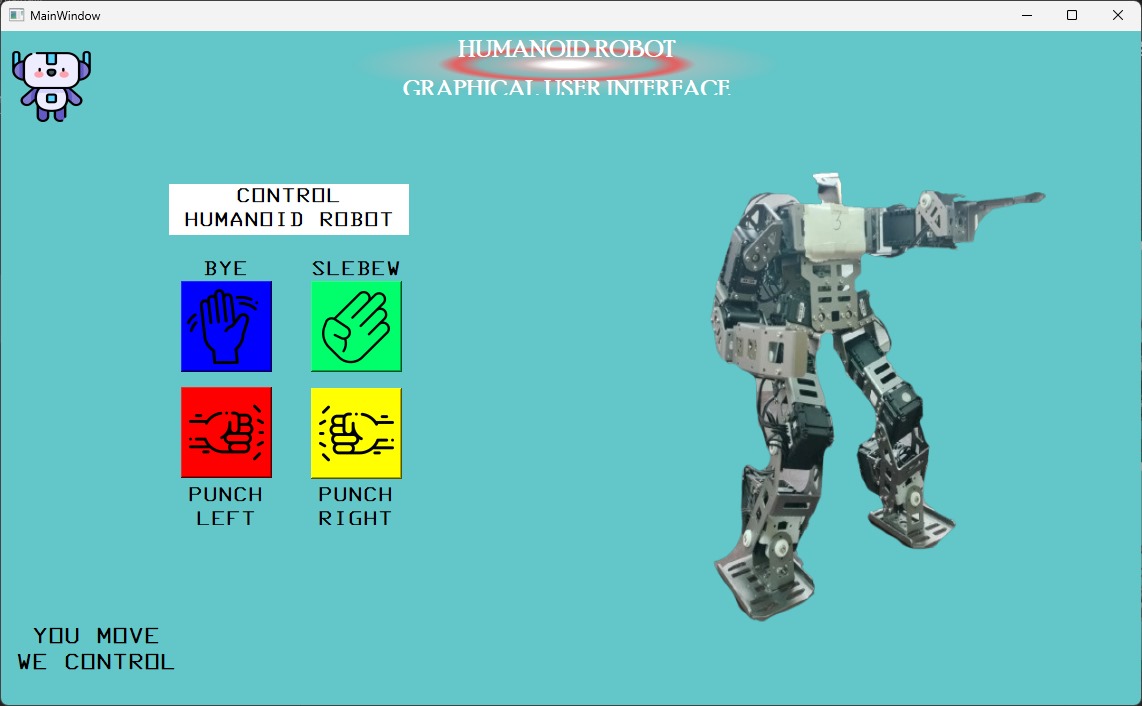 MainWindow
HUMANOID ROBOT
GRAPHICAL USER INTERFACE
CONTROL
HUMANOID ROBOT
BYE
SLEBEW
PUNCH
LEFT
PUNCH
RIGHT
3
YOU MOVE
WE CONTROL